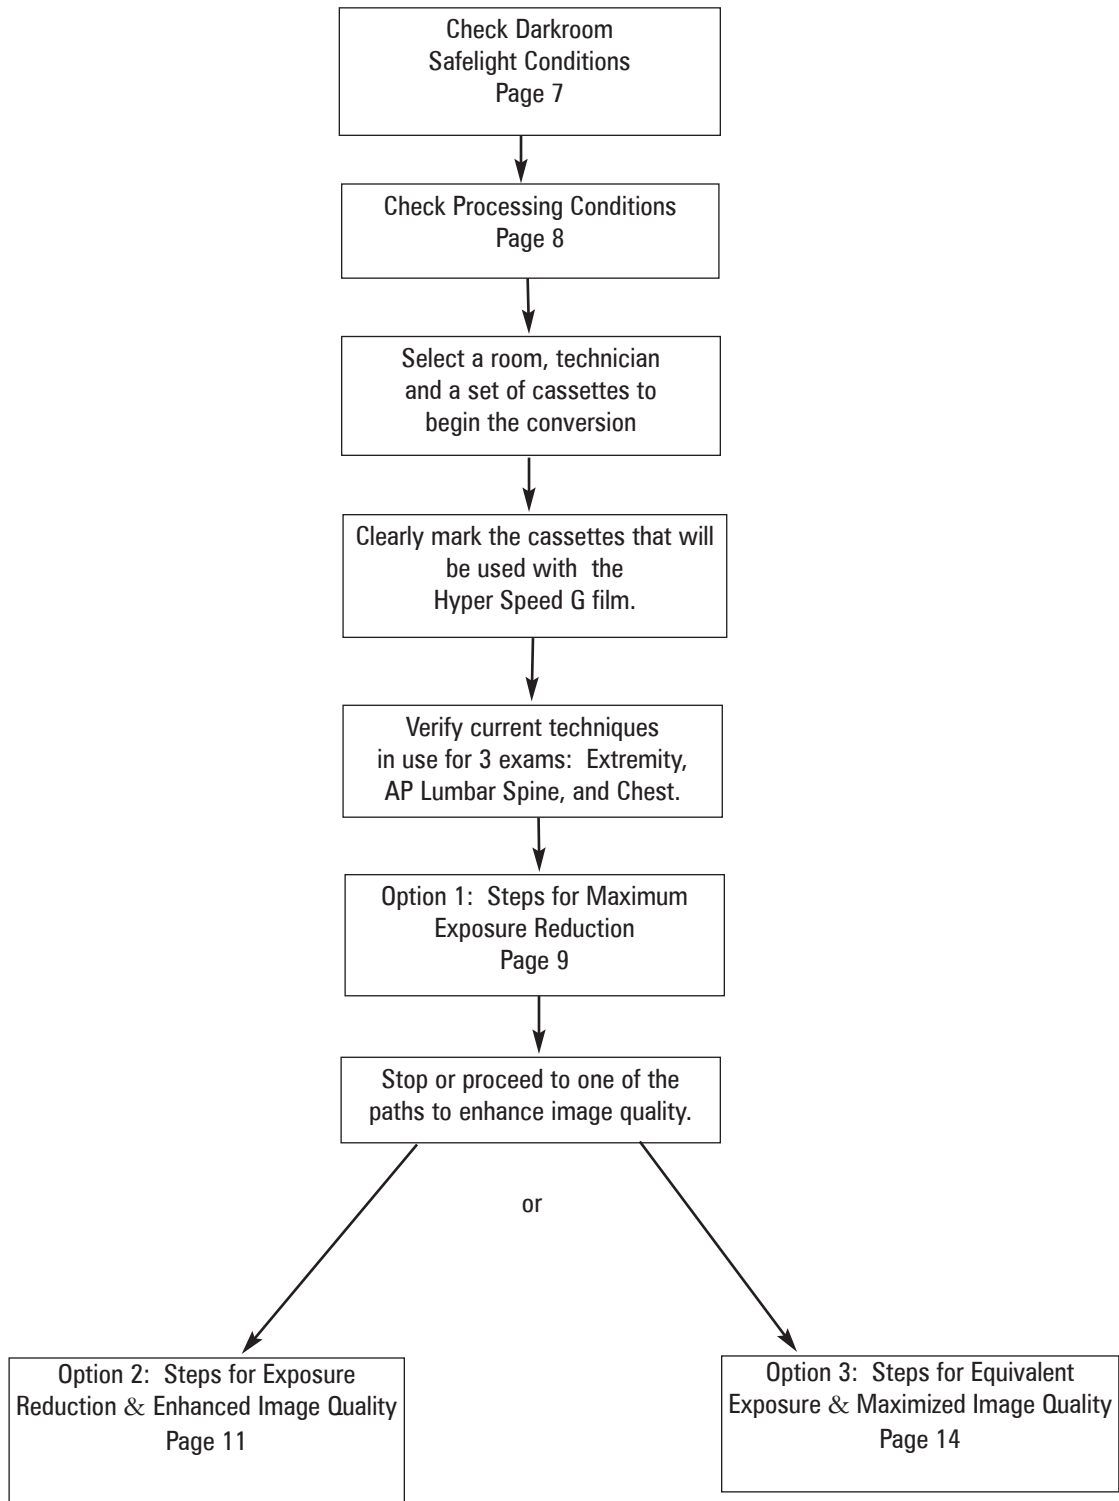 Check Darkroom
Safelight Conditions
Page 7
Check Processing Conditions
Page 8
Select a room, technician
and a set of cassettes to
begin the conversion
Clearly mark the cassettes that will
be used with the
Hyper Speed G film.
Verify current techniques
in use for 3 exams: Extremity,
AP Lumbar Spine, and Chest.
Option 1: Steps for Maximum
Exposure Reduction
Page 9
Stop or proceed to one of the
paths to enhance image quality.
or
Option 2: Steps for Exposure
Reduction & Enhanced Image Quality
Page 11
Option 3: Steps for Equivalent
Exposure & Maximized Image Quality
Page 14